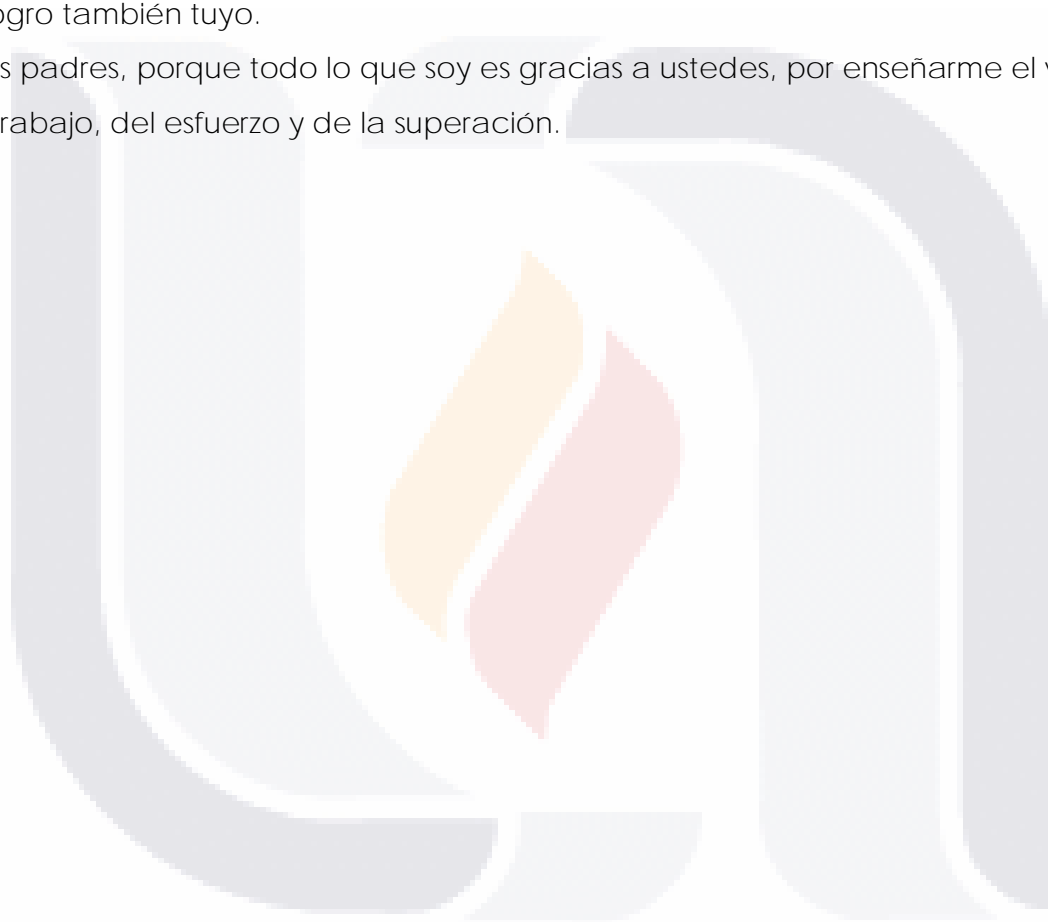 ogro también tuyo.
s padres, porque todo lo que soy es gracias a ustedes, por enseñarme el
rabajo, del esfuerzo y de la superación.